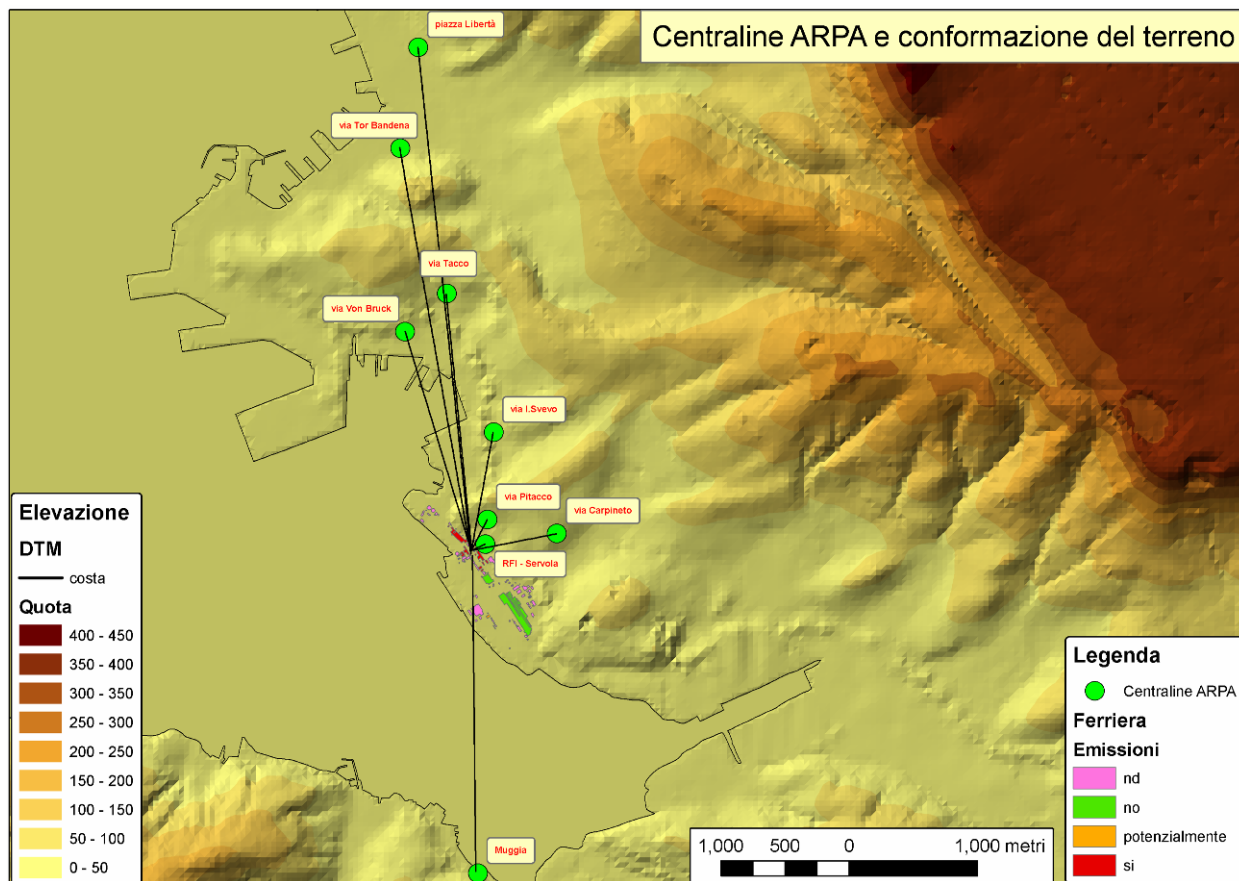 Centraline ARPA e conformazione del terreno
piazza Libertà
via Tor Bandena
via Tacco
via Von Bruck
via I.Svevo
via Pitacco
via Carpineto
RFI - Servola
Muggia
Elevazione
DTM
costa
Quota
400 - 450
350 - 400
300 - 350
250 - 300
200 - 250
150 - 200
100 - 150
50 - 100
0 - 50
1,000 500 0 1,000 metri
Legenda
Centraline ARPA
Ferriera
Emissioni
nd
no
potenzialmente
si